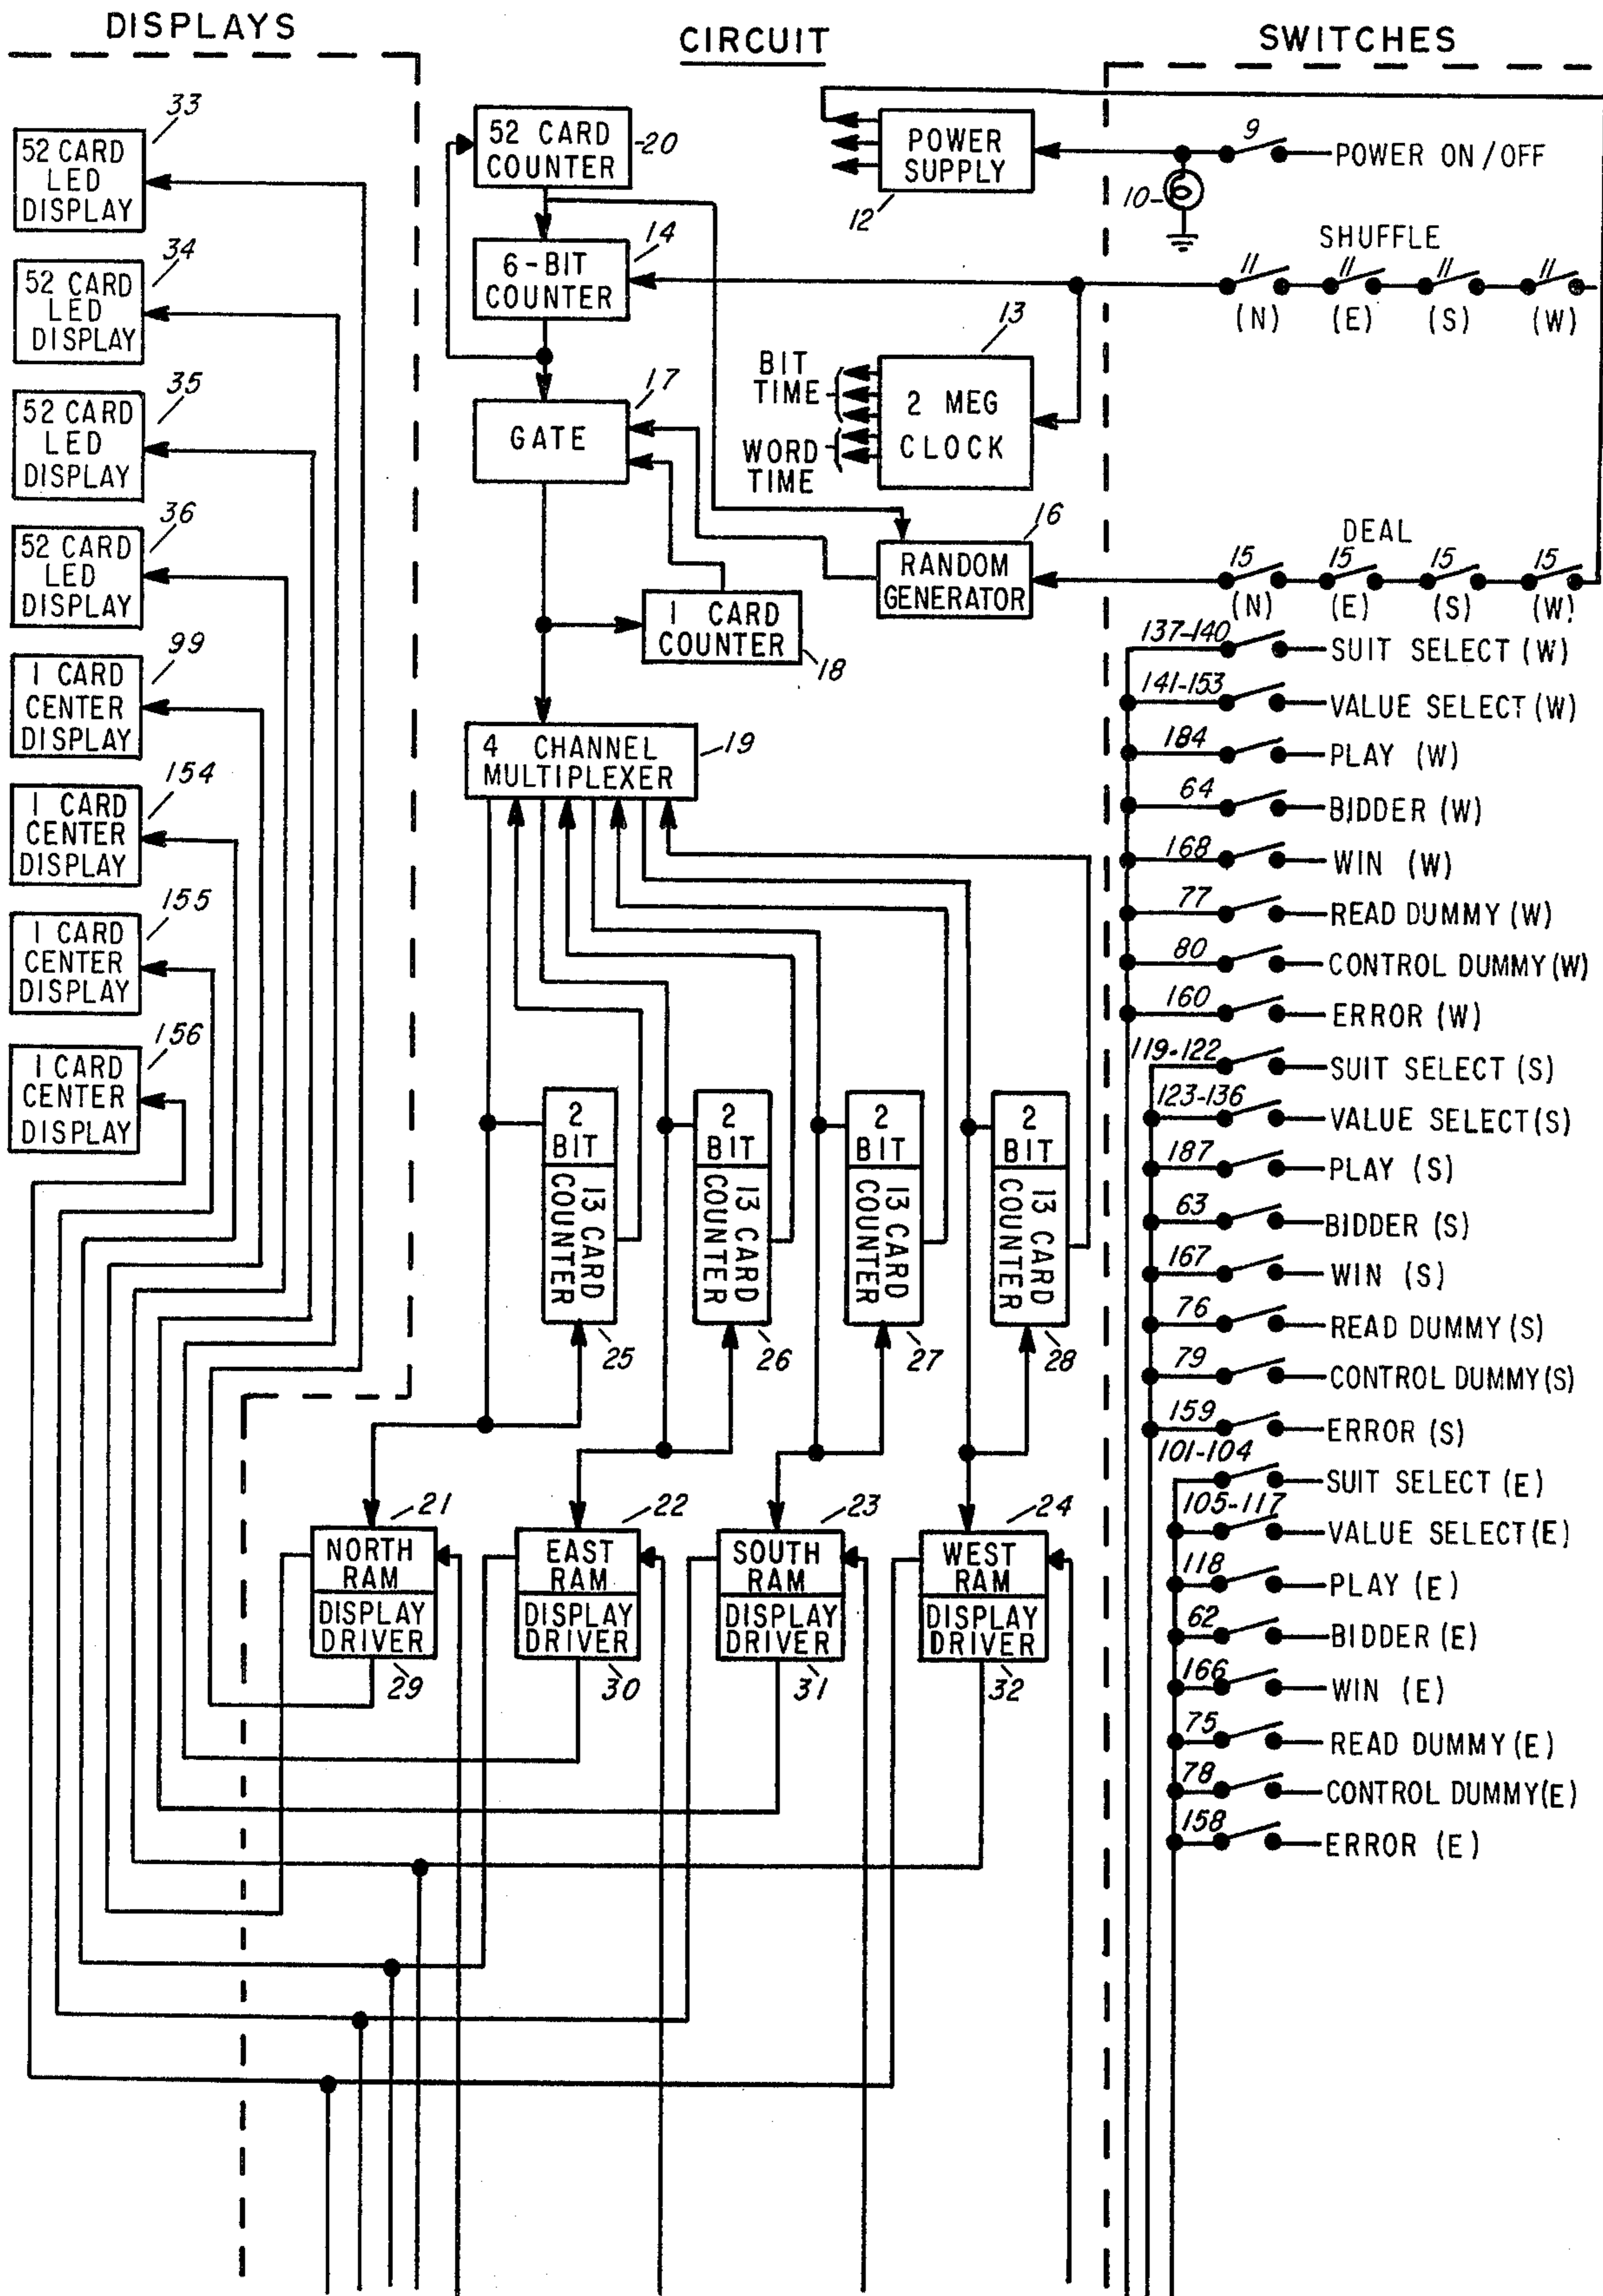 DISPLAYS
CIRCUIT
SWITCHES
33
52 CARD
LED
DISPLAY
34
52 CARD
LED
DISPLAY
35
52 CARD
LED
DISPLAY
36
52 CARD
LED
DISPLAY
99
1 CARD
CENTER
DISPLAY
154
1 CARD
CENTER
DISPLAY
155
1 CARD
CENTER
DISPLAY
156
1 CARD
CENTER
DISPLAY
52 CARD
COUNTER
20
6-BIT
COUNTER
14
GATE
17
POWER
SUPPLY
12
13
2 MEG
CLOCK
BIT
TIME
WORD
TIME
16
RANDOM
GENERATOR
1 CARD
COUNTER
18
4 CHANNEL
MULTIPLEXER
19
2
BIT
13 CARD
COUNTER
25
2
BIT
13 CARD
COUNTER
26
2
BIT
13 CARD
COUNTER
27
2
BIT
13 CARD
COUNTER
28
21
NORTH
RAM
DISPLAY
DRIVER
29
22
EAST
RAM
DISPLAY
DRIVER
30
23
SOUTH
RAM
DISPLAY
DRIVER
31
24
WEST
RAM
DISPLAY
DRIVER
32
9
POWER ON/OFF
10
SHUFFLE
11 11 11 11
(N) (E) (S) (W)
DEAL
15 15 15 15
(N) (E) (S) (W)
137-140 SUIT SELECT (W)
141-153 VALUE SELECT (W)
184 PLAY (W)
64 BIDDER (W)
168 WIN (W)
77 READ DUMMY (W)
80 CONTROL DUMMY (W)
160 ERROR (W)
119-122 SUIT SELECT (S)
123-136 VALUE SELECT (S)
187 PLAY (S)
63 BIDDER (S)
167 WIN (S)
76 READ DUMMY (S)
79 CONTROL DUMMY (S)
159 ERROR (S)
101-104 SUIT SELECT (E)
105-117 VALUE SELECT (E)
118 PLAY (E)
62 BIDDER (E)
166 WIN (E)
75 READ DUMMY (E)
78 CONTROL DUMMY (E)
158 ERROR (E)